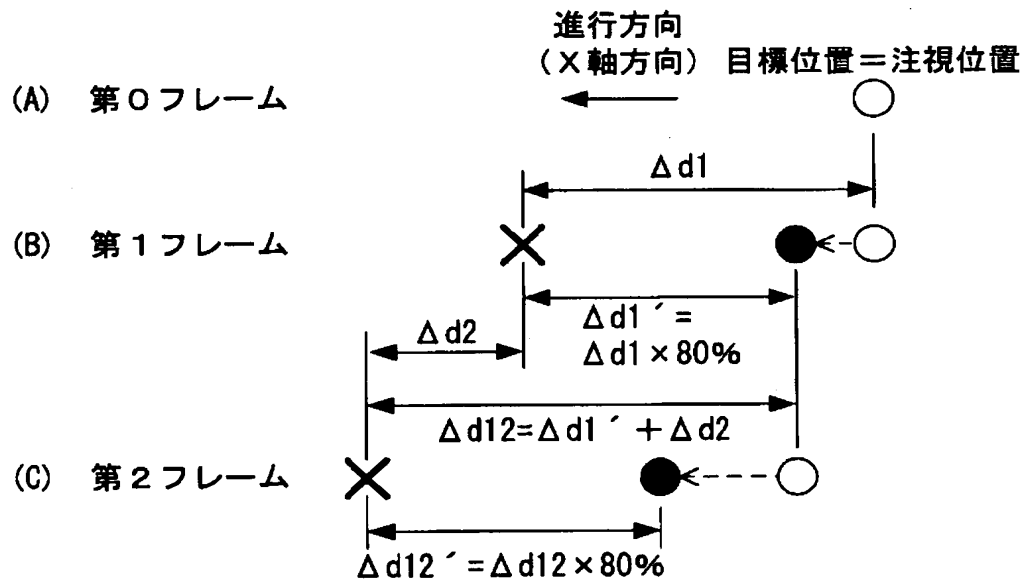 進行方向
(X軸方向) 目標位置＝注視位置
(A) 第0フレーム
Δd1
(B) 第1フレーム
Δd1´=
Δd1×80%
Δd2
Δd12=Δd1´+Δd2
(C) 第2フレーム
Δd12´=Δd12×80%